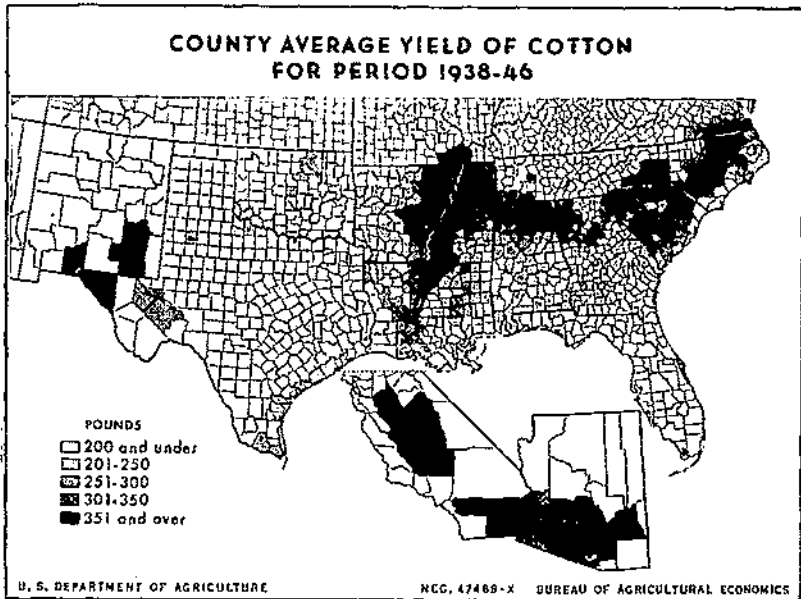 COUNTY AVERAGE YIELD OF COTTON
FOR PERIOD 1938-46
POUNDS
200 and under
201-250
251-300
301-350
351 and over
U. S. DEPARTMENT OF AGRICULTURE NEG. 47469-X BUREAU OF AGRICULTURAL ECONOMICS